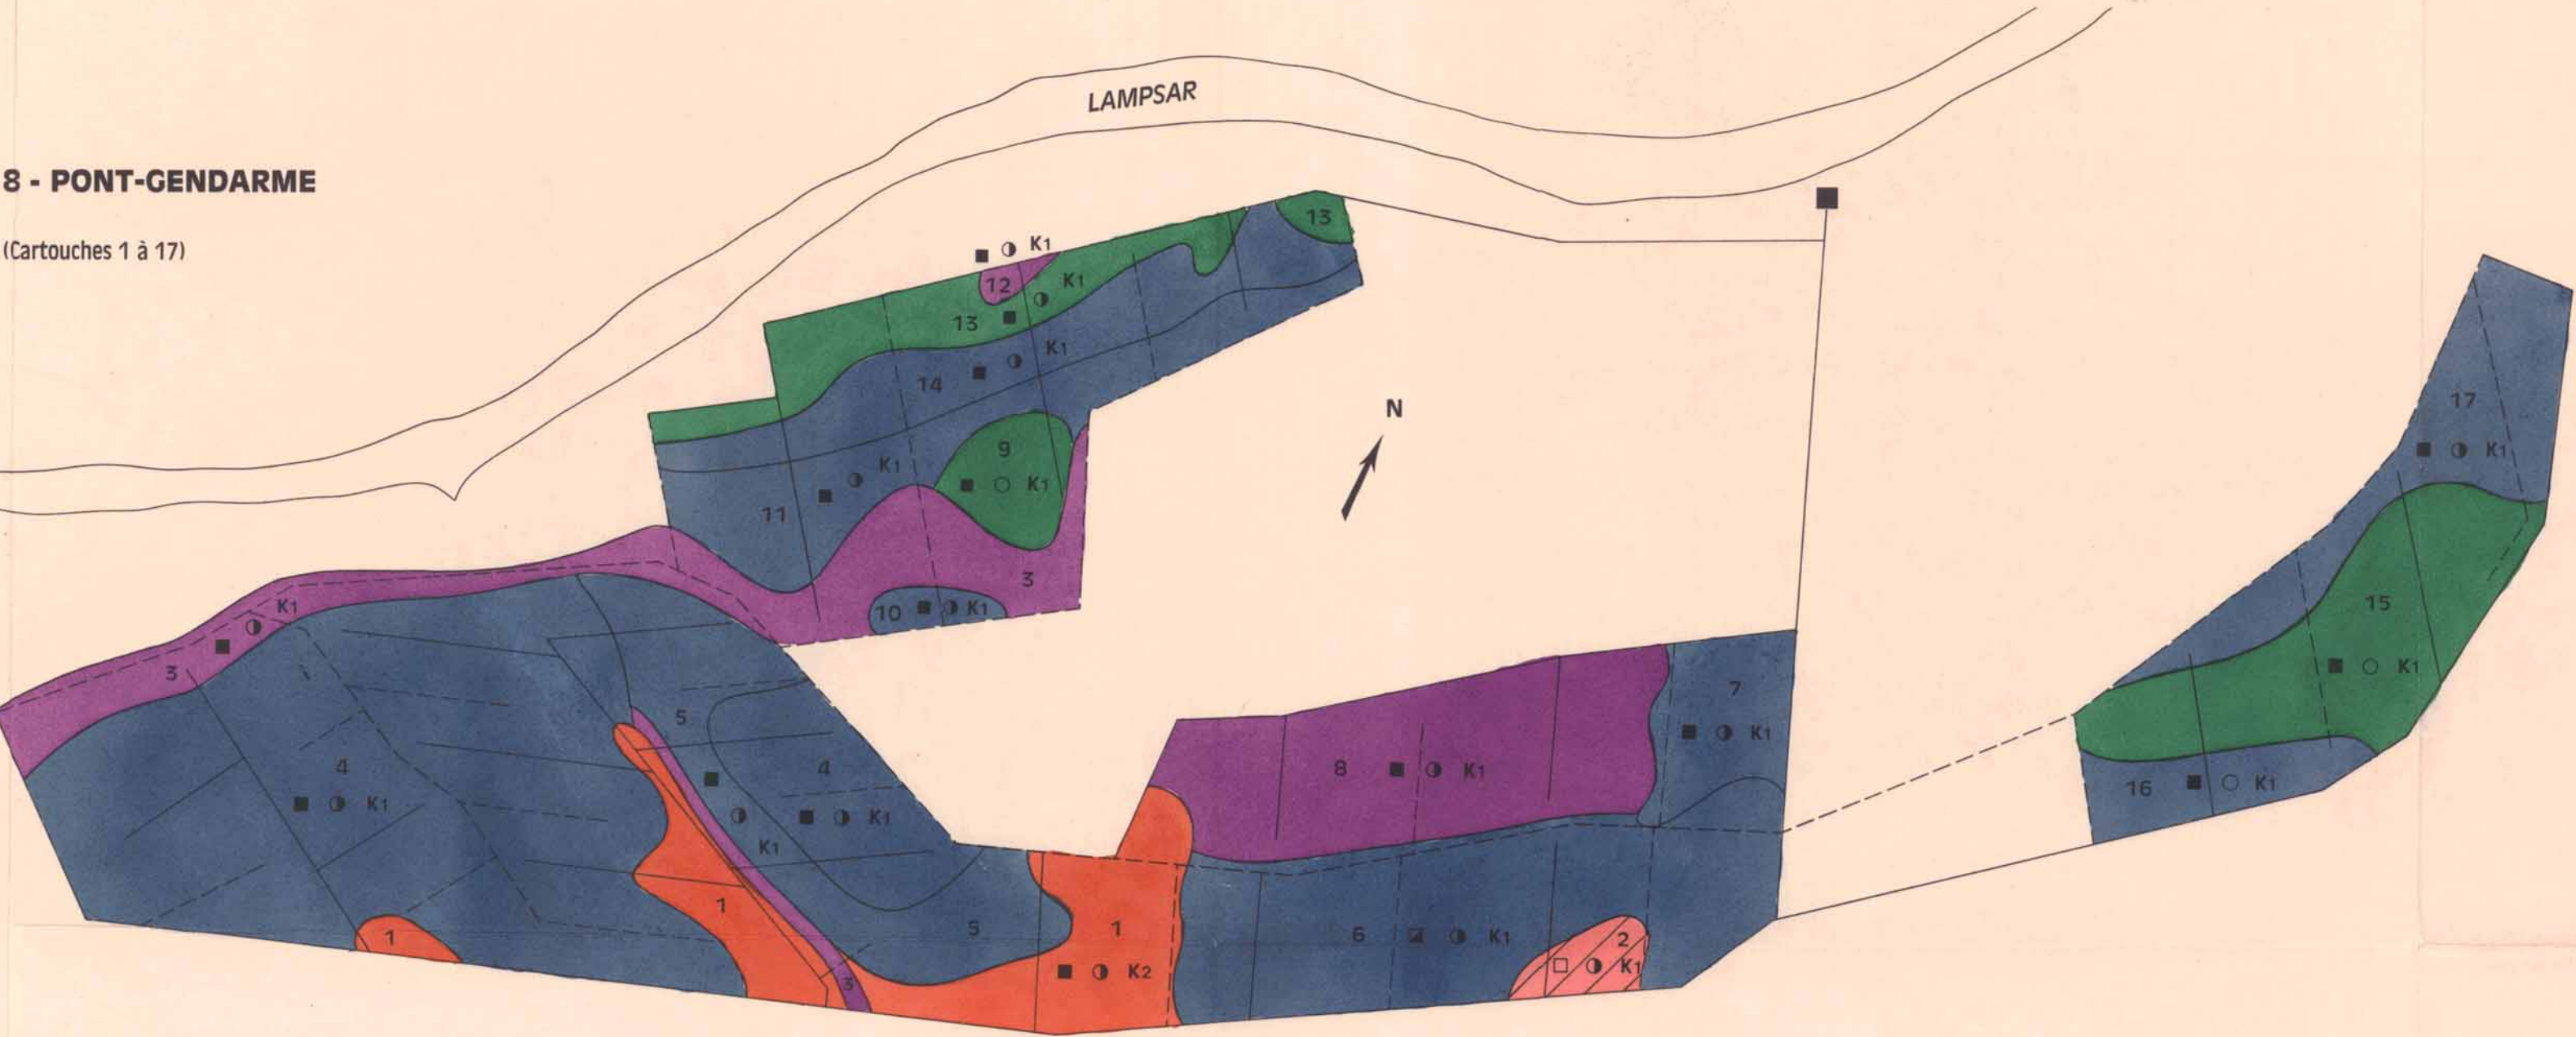 LAMPSAR
8 - PONT-GENDARME
(Cartouches 1 à 17)
13
K1
12
K1
13
K1
14
N
17
K1
9
K1
K1
11
3
10 K1
K1
3
15
K1
5
7
K1
4
K1
4
K1
K1
8 K1
16 K1
1
1
5
1
K2
6 K1
2
K1
1
3